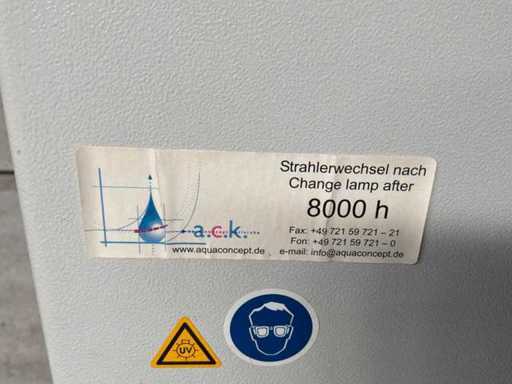 Strahlerwechsel nach
Change lamp after
8000 h
Fax: +49 721 59 721 – 21
Fon: +49 721 59 721 – 0
e-mail: info@aquaconcept.de
a.c.k.
www.aquaconcept.de
UV